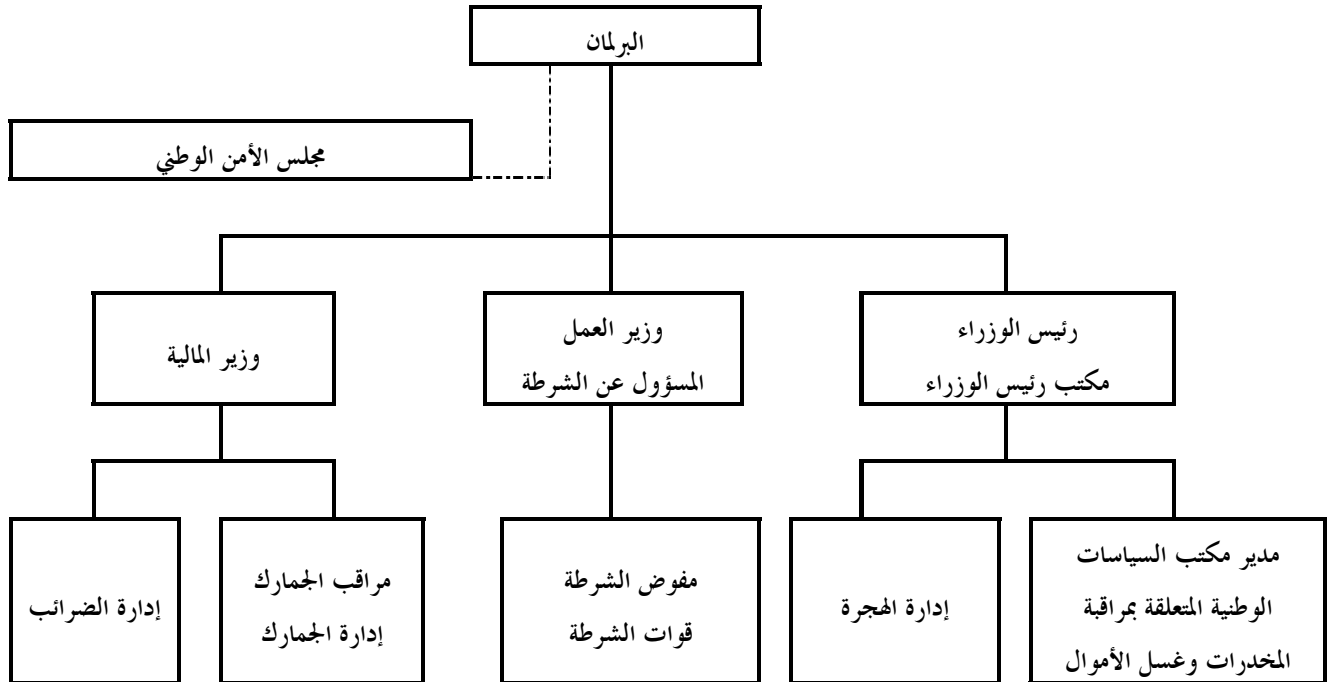 البرلمان
مجلس الأمن الوطني
رئيس الوزراء
مكتب رئيس الوزراء
وزير العمل
المسؤول عن الشرطة
وزير المالية
مدير مكتب السياسات
الوطنية المتعلقة بمراقبة
المخدرات وغسل الأموال
إدارة الهجرة
مفوض الشرطة
قوات الشرطة
مراقب الجمارك
إدارة الجمارك
إدارة الضرائب